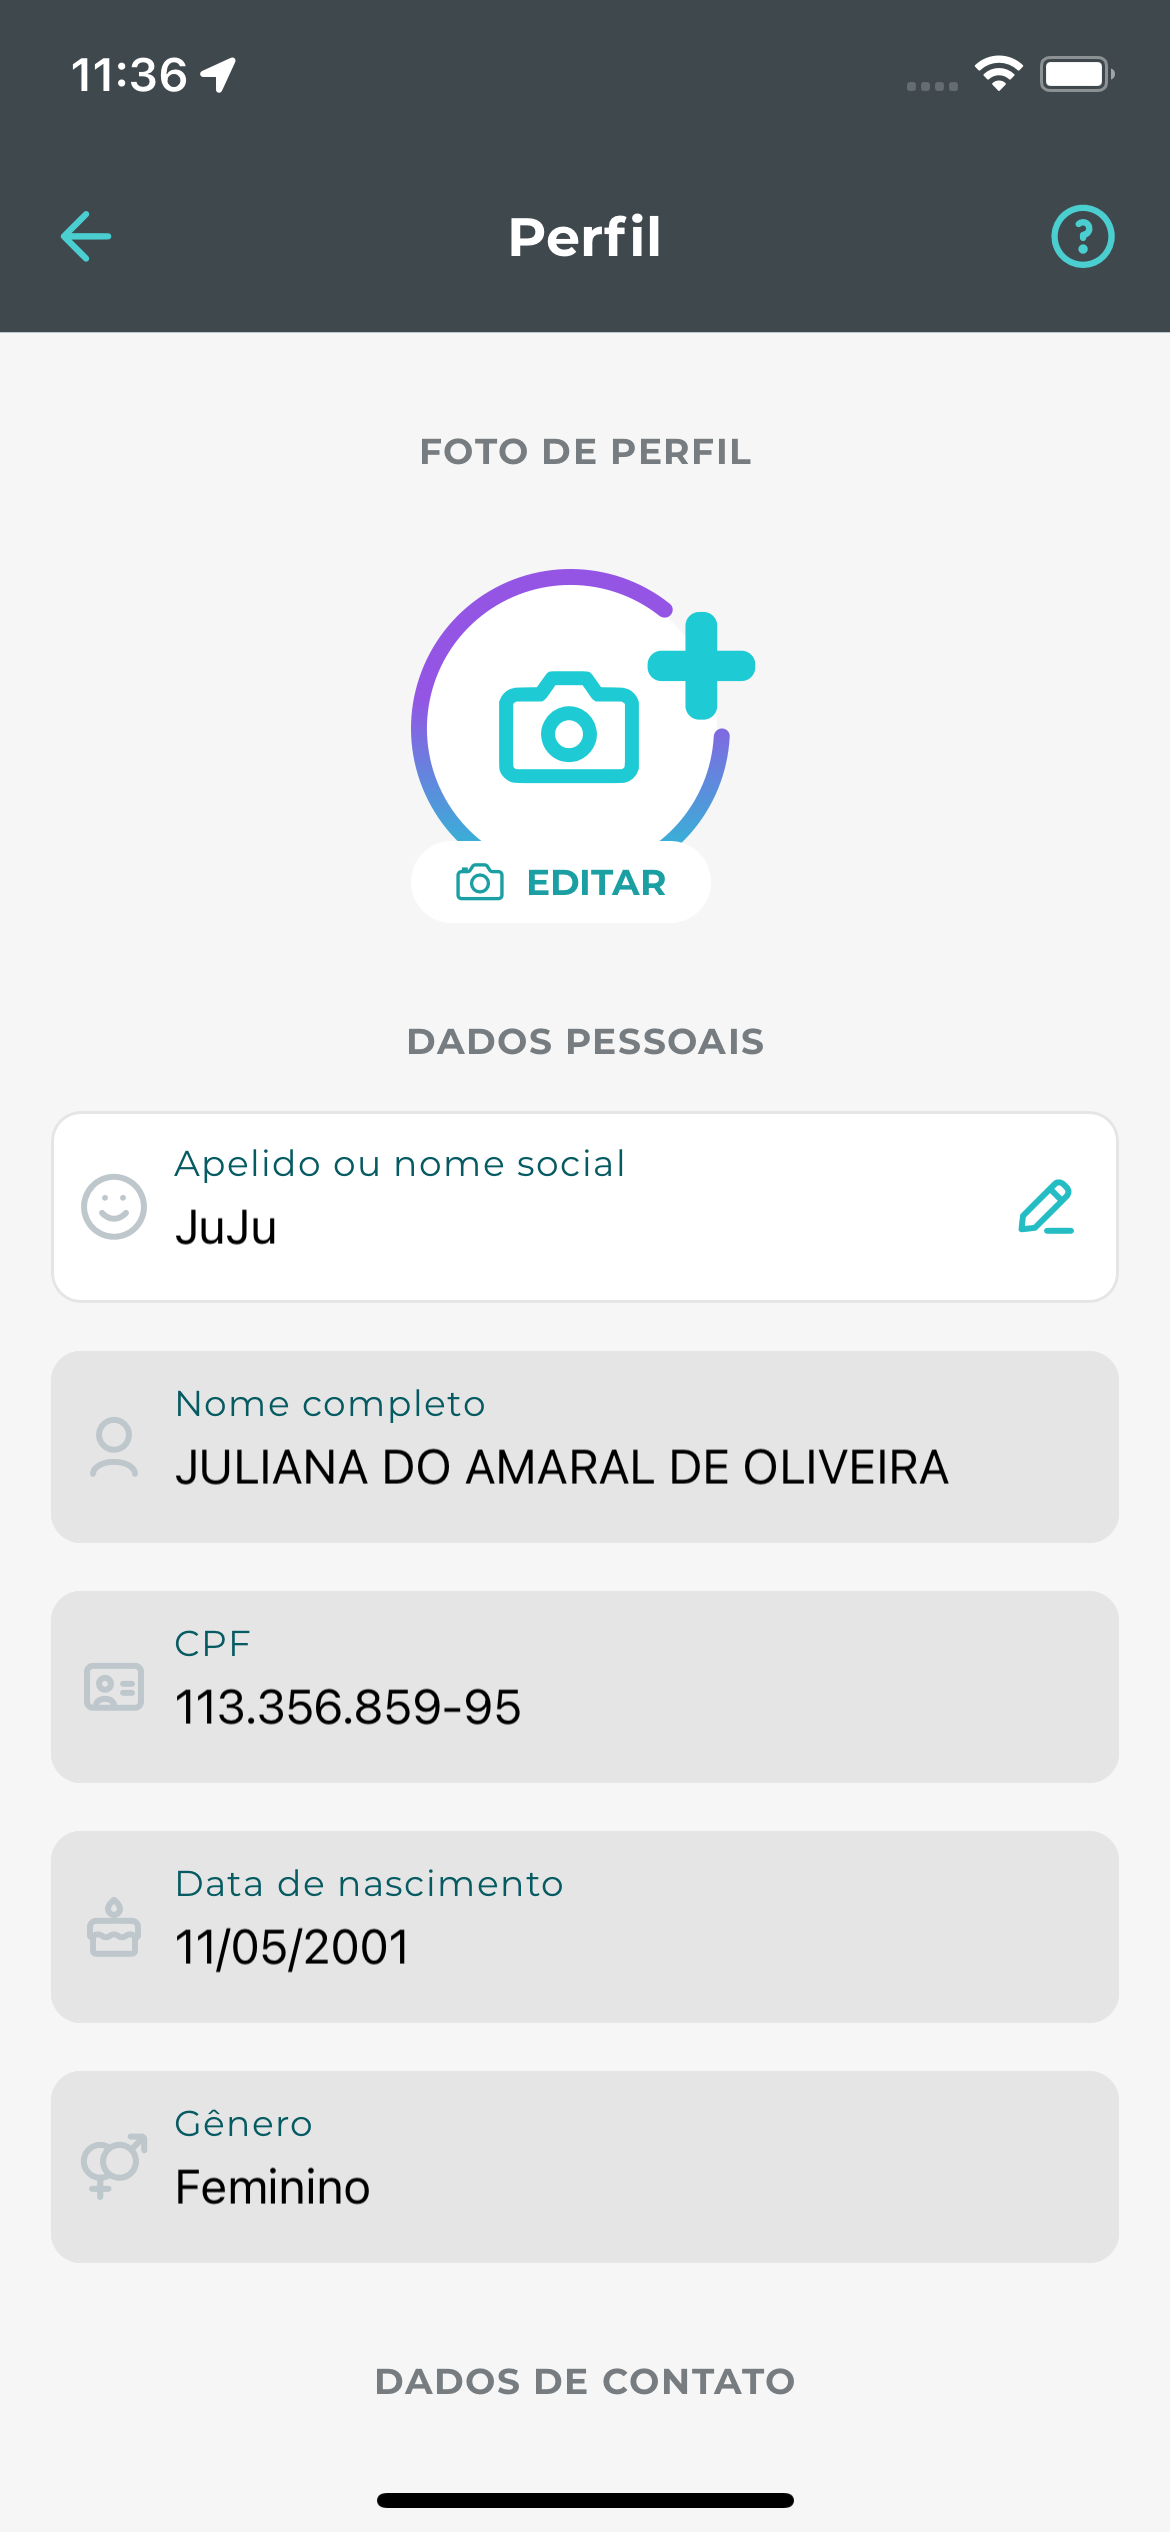 11:36
Perfil
FOTO DE PERFIL
EDITAR
DADOS PESSOAIS
Apelido ou nome social
JuJu
Nome completo
JULIANA DO AMARAL DE OLIVEIRA
CPF
113.356.859-95
Data de nascimento
11/05/2001
Gênero
Feminino
DADOS DE CONTATO